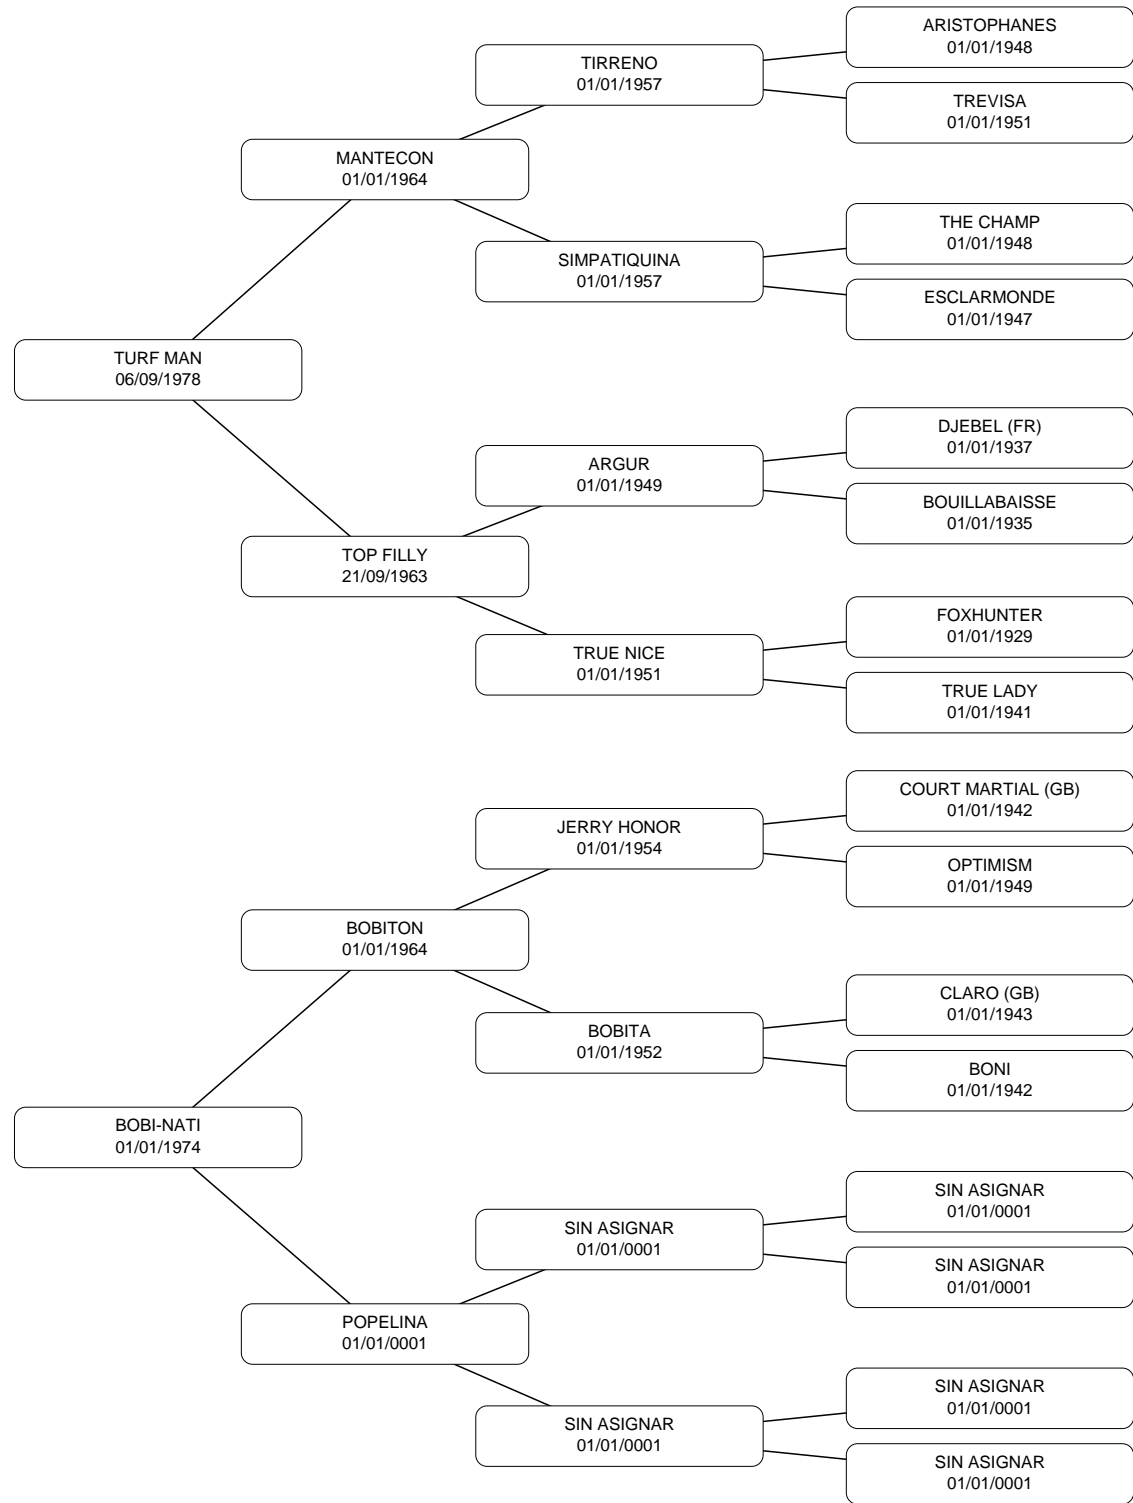 ARISTOPHANES
01/01/1948
TIRRENO
01/01/1957
TREVISA
01/01/1951
MANTECON
01/01/1964
THE CHAMP
01/01/1948
SIMPATIQUINA
01/01/1957
ESCLARMONDE
01/01/1947
TURF MAN
06/09/1978
DJEBEL (FR)
01/01/1937
ARGUR
01/01/1949
BOUILLABAISSE
01/01/1935
TOP FILLY
21/09/1963
FOXHUNTER
01/01/1929
TRUE NICE
01/01/1951
TRUE LADY
01/01/1941
COURT MARTIAL (GB)
01/01/1942
JERRY HONOR
01/01/1954
OPTIMISM
01/01/1949
BOBITON
01/01/1964
CLARO (GB)
01/01/1943
BOBITA
01/01/1952
BONI
01/01/1942
BOBI-NATI
01/01/1974
SIN ASIGNAR
01/01/0001
SIN ASIGNAR
01/01/0001
SIN ASIGNAR
01/01/0001
POPELINA
01/01/0001
SIN ASIGNAR
01/01/0001
SIN ASIGNAR
01/01/0001
SIN ASIGNAR
01/01/0001